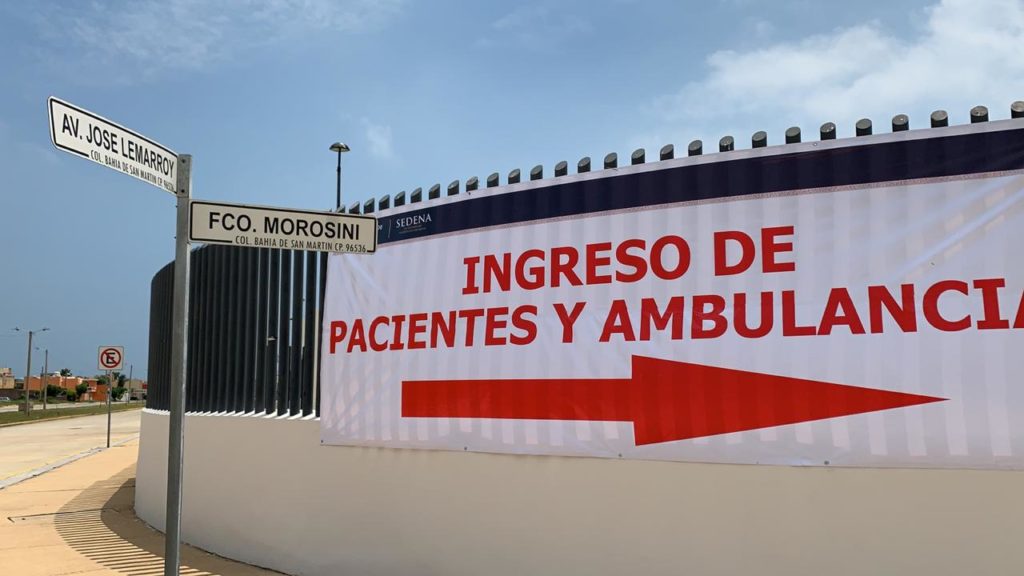 AV. JOSE LEMARROY
COL. BAHIA DE SAN MARTIN CP.
FCO. MOROSINI
COL. BAHIA DE SAN MARTIN CP. 96536
SEDENA
INGRESO DE
PACIENTES Y AMBULANCIA
E